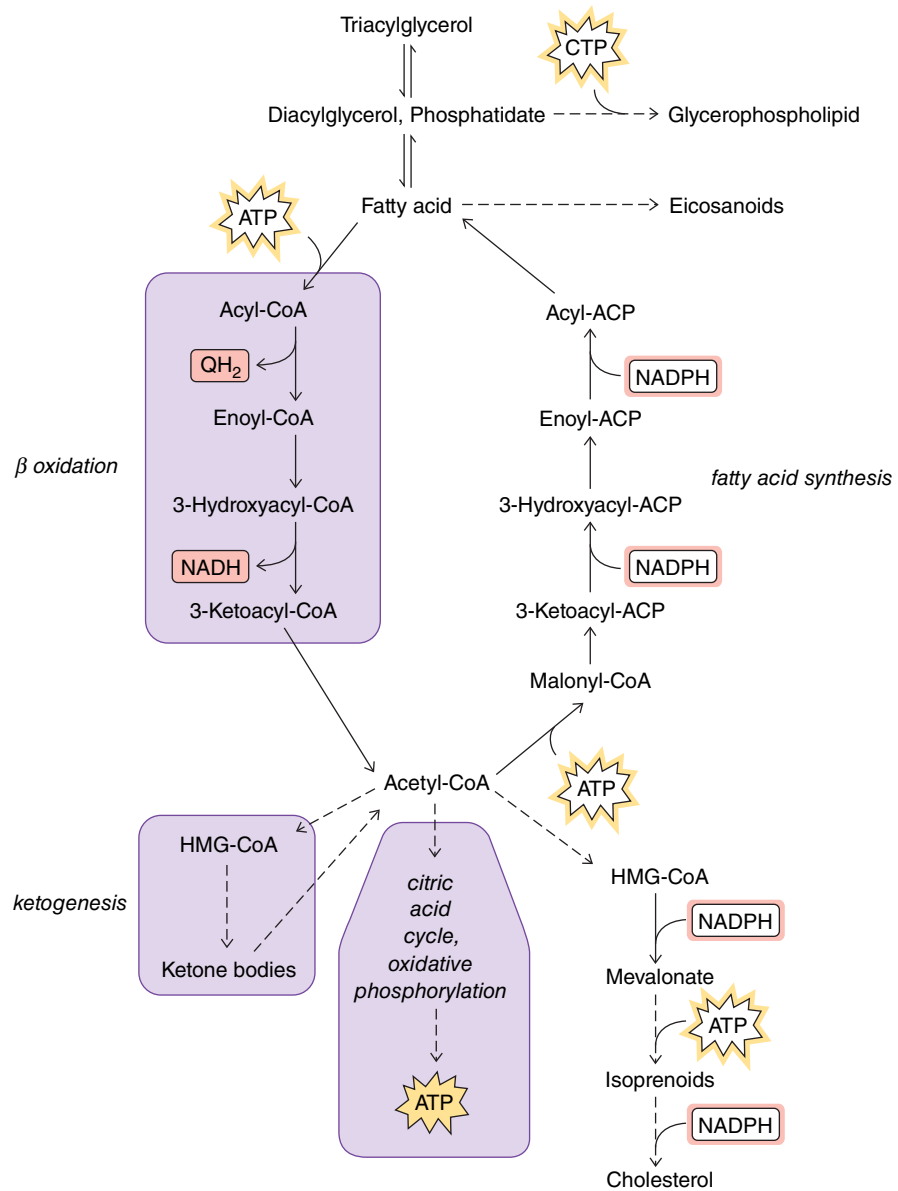 Triacylglycerol
CTP
Diacylglycerol, Phosphatidate
Glycerophospholipid
Fatty acid
Eicosanoids
ATP
Acyl-CoA
QH₂
Enoyl-CoA
β oxidation
3-Hydroxyacyl-CoA
NADH
3-Ketoacyl-CoA
Acyl-ACP
NADPH
Enoyl-ACP
fatty acid synthesis
3-Hydroxyacyl-ACP
NADPH
3-Ketoacyl-ACP
Malonyl-CoA
Acetyl-CoA
ATP
HMG-CoA
ketogenesis
Ketone bodies
citric
acid
cycle,
oxidative
phosphorylation
ATP
HMG-CoA
NADPH
Mevalonate
ATP
Isoprenoids
NADPH
Cholesterol